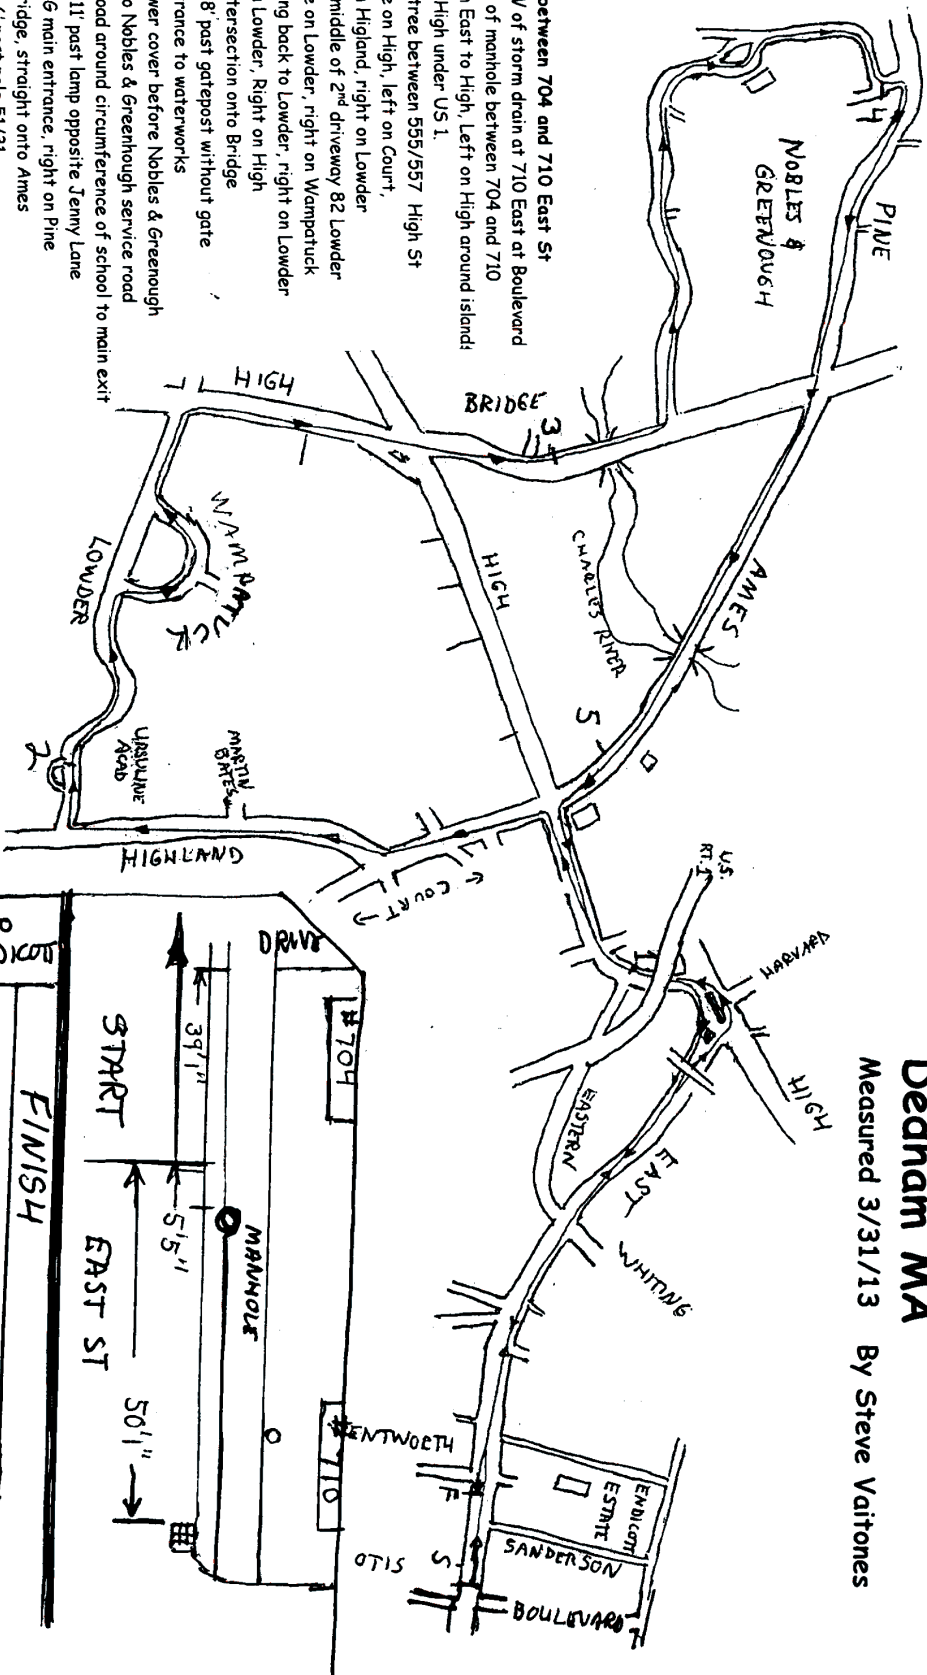 Dedham MA
Measured 3/31/13 By Steve Vaitones
between 704 and 710 East St
of storm drain at 710 East at Boulevard
of manhole between 704 and 710
East to High, Left on High around island
High under US 1.
tree between 555/557 High St
on High, left on Court,
Higland, right on Lowder
middle of 2nd driveway 82 Lowder
on Lowder, right on Wampatuck
back to Lowder, right on Lowder
Lowder, Right on High
onto Bridge
8' past gatepost without gate
to waterworks
cover before Nobles & Greenough
Nobles & Greenhough service road
around circumference of school to main exit
11' past lamp opposite Jenny Lane
main entrance, right on Pine
straight onto Ames
NOBLES &
GREENOUGH
4
PINE
HIGH
BRIDGE
3
CHARLES RIVER
AMES
WAMPATUCK
LOWDER
HIGH
5
2
URSULINE
ACAD
MARTIN
BATES
HIGHLAND
← COURT →
U.S.
RT. 1
HARVARD
HIGH
EASTERN
EAST
WHITING
WENTWORTH
F
ENDICOTT
ESTATE
SANDERSON
OTIS
S
BOULEVARD
DRIVE
#704
39'1"
START
5'5"
MANHOLE
EAST ST
50'1"
#710
FINISH